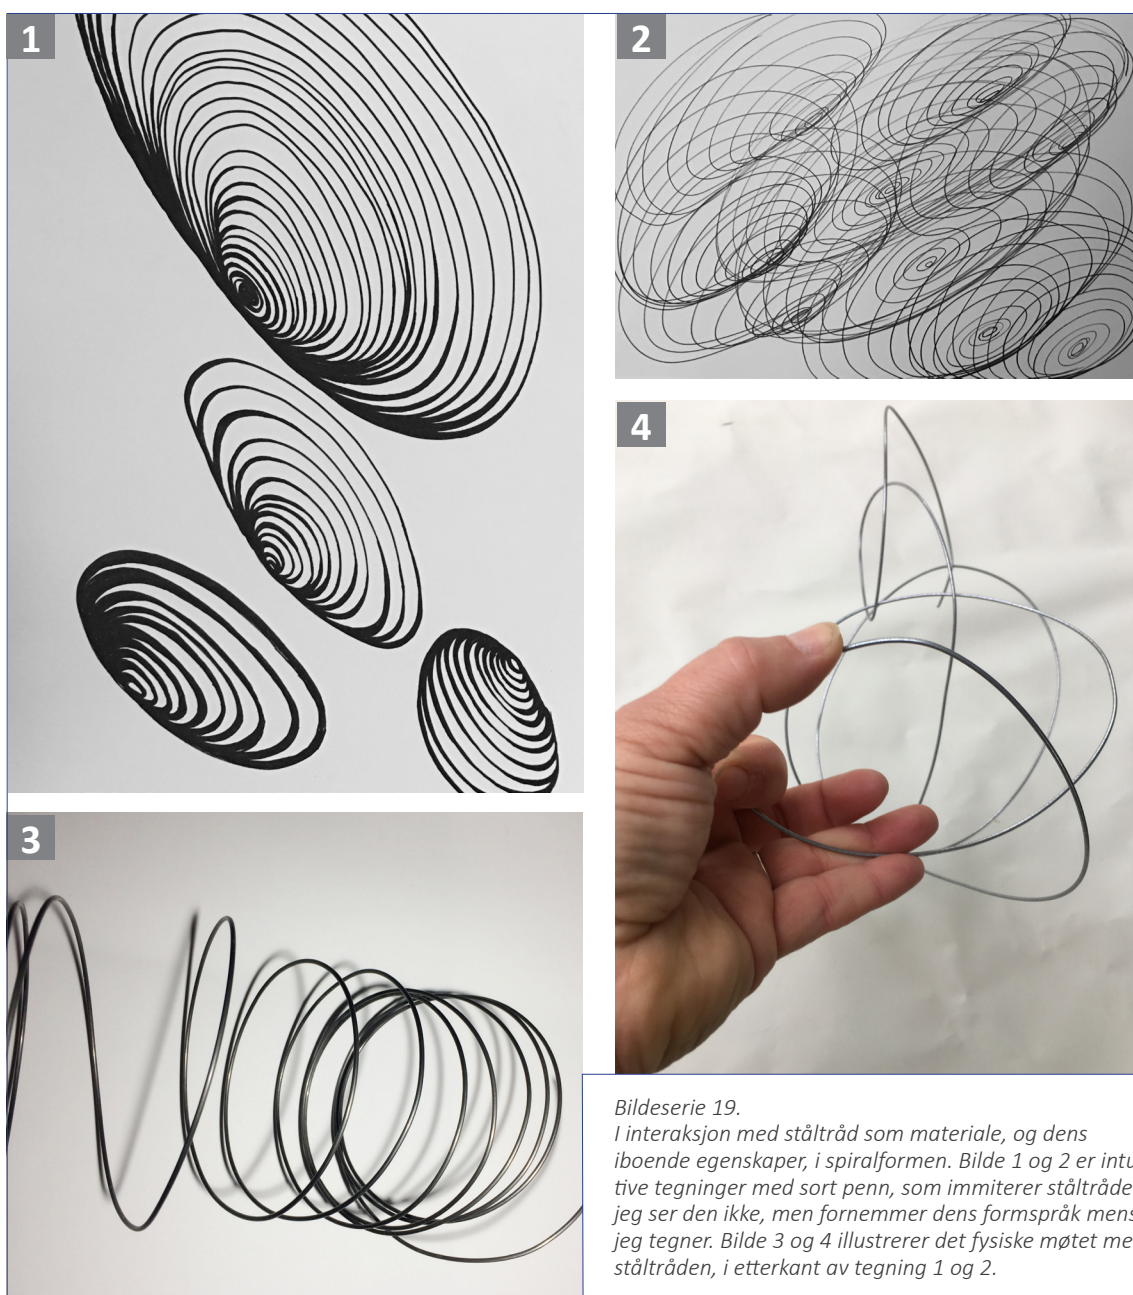 1
2
4
3
Bildeserie 19.
I interaksjon med ståltråd som materiale, og dens
iboende egenskaper, i spiralformen. Bilde 1 og 2 er intu
tive tegninger med sort penn, som immiterer ståltråde
jeg ser den ikke, men fornemmer dens formspråk mens
jeg tegner. Bilde 3 og 4 illustrerer det fysiske møtet me
ståltråden, i etterkant av tegning 1 og 2.